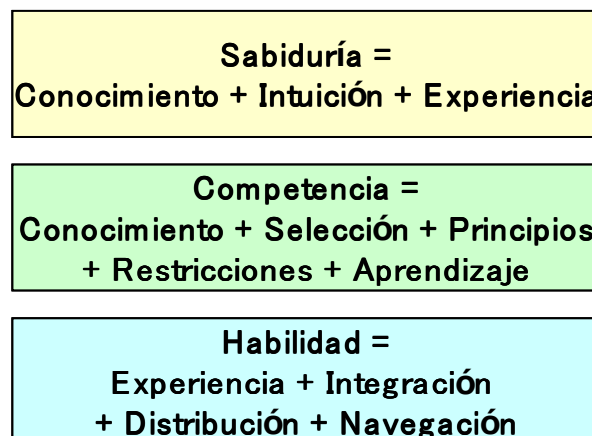 Sabiduría =
Conocimiento + Intuición + Experiencia
Competencia =
Conocimiento + Selección + Principios
+ Restricciones + Aprendizaje
Habilidad =
Experiencia + Integración
+ Distribución + Navegación